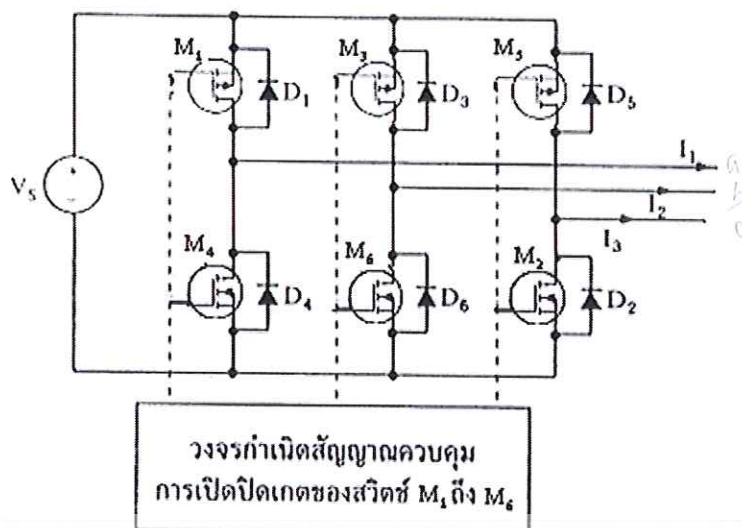 M₁
M₃
M₅
D₁
D₃
D₅
I₁
a
Vₛ
b
I₂
I₃
c
M₄
M₆
M₂
D₄
D₆
D₂
วงจรกำเนิดสัญญาณควบคุม
การเปิดปิดเกตของสวิตช์ M₁ ถึง M₆